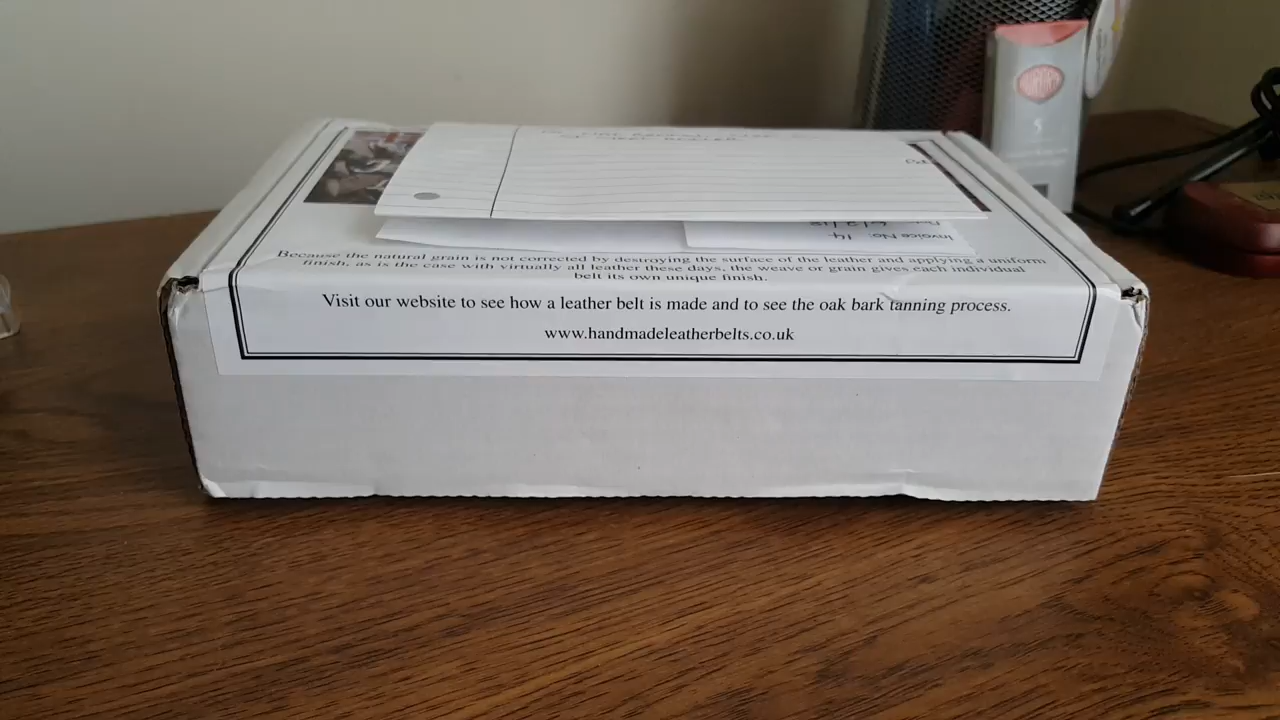 Invoice No. 14
Because the natural grain is not corrected by destroying the surface of the leather and applying a uniform
finish, as is the case with virtually all leather these days, the weave or grain gives each individual
belt its own unique finish.
Visit our website to see how a leather belt is made and to see the oak bark tanning process.
www.handmadeleatherbelts.co.uk